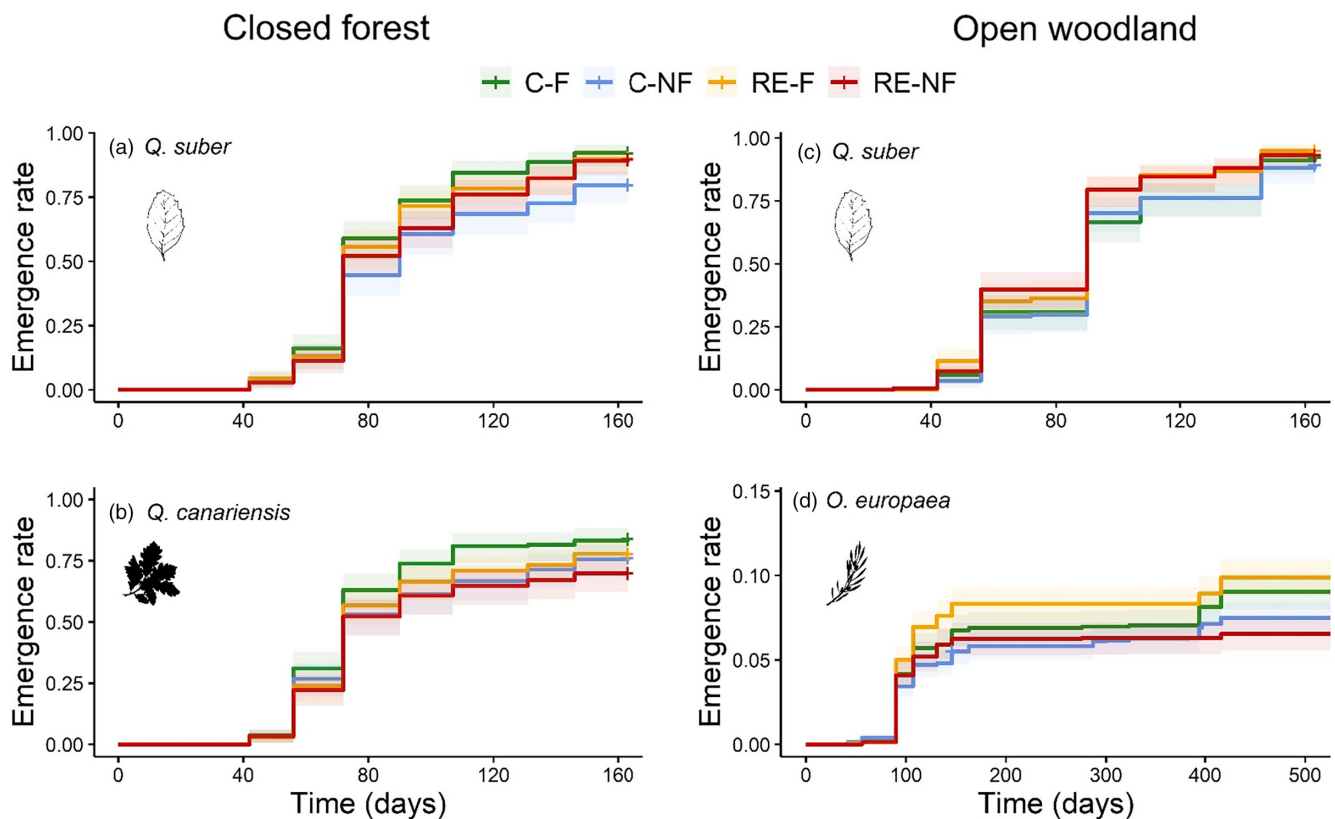 Closed forest
Open woodland
C-F C-NF RE-F RE-NF
(a) Q. suber
Emergence rate
1.00
0.75
0.50
0.25
0.00
0 40 80 120 160
(c) Q. suber
Emergence rate
1.00
0.75
0.50
0.25
0.00
0 40 80 120 160
(b) Q. canariensis
Emergence rate
1.00
0.75
0.50
0.25
0.00
0 40 80 120 160
Time (days)
(d) O. europaea
Emergence rate
0.15
0.10
0.05
0.00
0 100 200 300 400 500
Time (days)